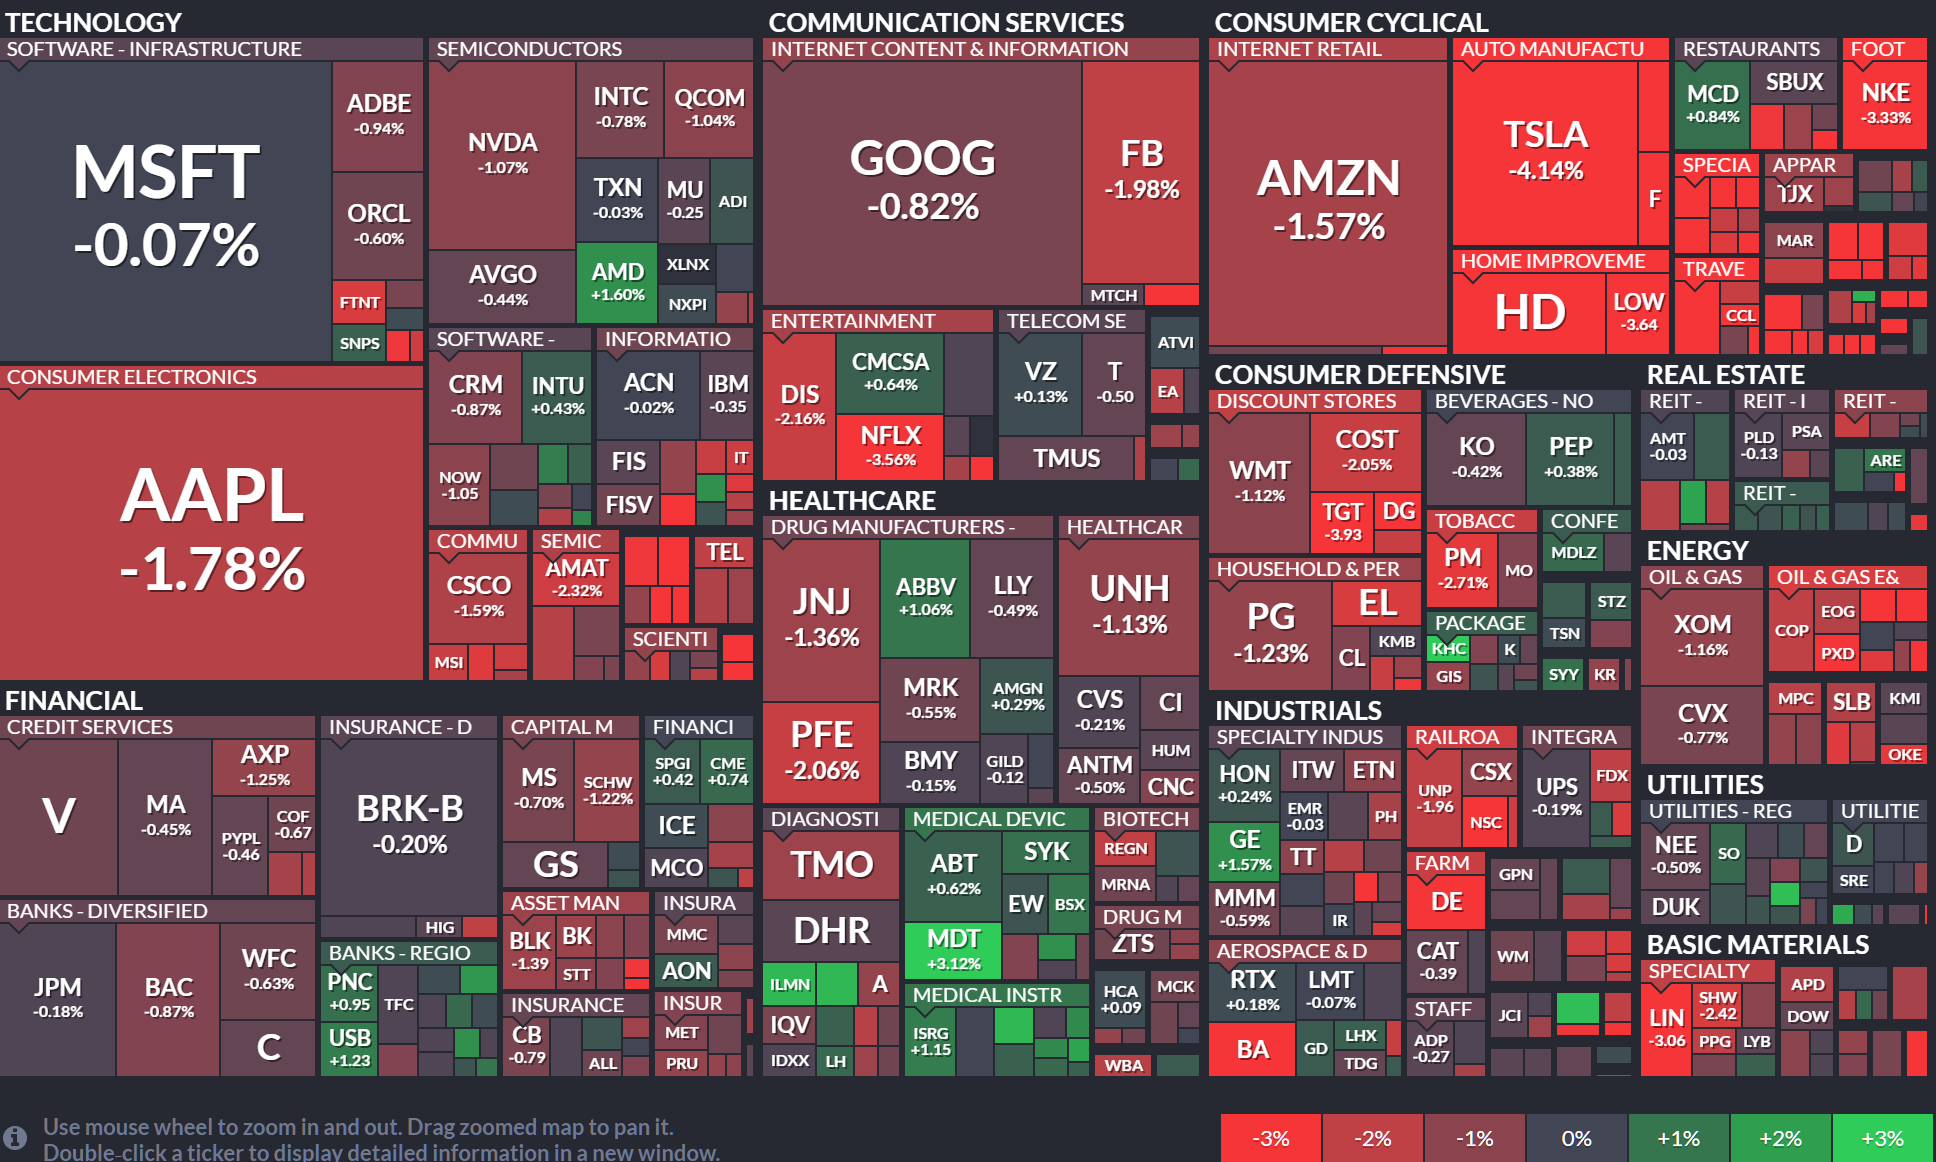 TECHNOLOGY
SOFTWARE - INFRASTRUCTURE
MSFT
-0.07%
ADBE
-0.94%
ORCL
-0.60%
FTNT
SNPS
CONSUMER ELECTRONICS
AAPL
-1.78%
SEMICONDUCTORS
NVDA
-1.07%
INTC
-0.78%
QCOM
-1.04%
TXN
-0.03%
MU
-0.25
ADI
AVGO
-0.44%
AMD
+1.60%
XLNX
NXPI
SOFTWARE -
CRM
-0.87%
INTU
+0.43%
NOW
-1.05
INFORMATIO
ACN
-0.02%
IBM
-0.35
FIS
FISV
IT
COMMU
CSCO
-1.59%
MSI
SEMIC
AMAT
-2.32%
TEL
SCIENTI
FINANCIAL
CREDIT SERVICES
V
MA
-0.45%
AXP
-1.25%
PYPL
-0.46
COF
-0.67
BANKS - DIVERSIFIED
JPM
-0.18%
BAC
-0.87%
WFC
-0.63%
C
INSURANCE - D
BRK-B
-0.20%
HIG
BANKS - REGIO
PNC
+0.95
TFC
USB
+1.23
CAPITAL M
MS
-0.70%
SCHW
-1.22%
GS
FINANCI
SPGI
+0.42
CME
+0.74
ICE
MCO
ASSET MAN
BLK
-1.39
BK
STT
INSURA
MMC
AON
INSURANCE
CB
-0.79
ALL
INSUR
MET
PRU
COMMUNICATION SERVICES
INTERNET CONTENT & INFORMATION
GOOG
-0.82%
FB
-1.98%
MTCH
ENTERTAINMENT
DIS
-2.16%
CMCSA
+0.64%
NFLX
-3.56%
TELECOM SE
VZ
+0.13%
T
-0.50
TMUS
ATVI
EA
HEALTHCARE
DRUG MANUFACTURERS -
JNJ
-1.36%
PFE
-2.06%
ABBV
+1.06%
LLY
-0.49%
MRK
-0.55%
AMGN
+0.29%
BMY
-0.15%
GILD
-0.12
HEALTHCAR
UNH
-1.13%
CVS
-0.21%
CI
ANTM
-0.50%
HUM
CNC
DIAGNOSTI
TMO
DHR
ILMN
A
IQV
IDXX
LH
MEDICAL DEVIC
ABT
+0.62%
SYK
EW
BSX
MDT
+3.12%
MEDICAL INSTR
ISRG
+1.15
BIOTECH
REGN
MRNA
DRUG M
ZTS
HCA
+0.09
MCK
WBA
CONSUMER CYCLICAL
INTERNET RETAIL
AMZN
-1.57%
AUTO MANUFACTU
TSLA
-4.14%
F
HOME IMPROVEME
HD
LOW
-3.64
RESTAURANTS
MCD
+0.84%
SBUX
FOOT
NKE
-3.33%
SPECIA
APPAR
TJX
MAR
TRAVE
CCL
CONSUMER DEFENSIVE
DISCOUNT STORES
WMT
-1.12%
COST
-2.05%
TGT
-3.93
DG
HOUSEHOLD & PER
PG
-1.23%
EL
CL
KMB
BEVERAGES - NO
KO
-0.42%
PEP
+0.38%
TOBACC
PM
-2.71%
MO
CONFE
MDLZ
STZ
TSN
PACKAGE
KHC
K
GIS
SYY
KR
REAL ESTATE
REIT -
AMT
-0.03
REIT - I
PLD
-0.13
PSA
REIT -
REIT -
ARE
ENERGY
OIL & GAS
XOM
-1.16%
CVX
-0.77%
OIL & GAS E&
COP
EOG
PXD
MPC
SLB
KMI
OKE
INDUSTRIALS
SPECIALTY INDUS
HON
+0.24%
ITW
ETN
EMR
-0.03
PH
GE
+1.57%
TT
MMM
-0.59%
IR
RAILROA
UNP
-1.96
CSX
NSC
INTEGRA
UPS
-0.19%
FDX
FARM
DE
CAT
-0.39
GPN
WM
JCI
AEROSPACE & D
RTX
+0.18%
LMT
-0.07%
BA
GD
LHX
TDG
STAFF
ADP
-0.27
UTILITIES
UTILITIES - REG
NEE
-0.50%
SO
DUK
UTILITIE
D
SRE
BASIC MATERIALS
SPECIALTY
LIN
-3.06
SHW
-2.42
PPG
LYB
APD
DOW
Use mouse wheel to zoom in and out. Drag zoomed map to pan it.
Double-click a ticker to display detailed information in a new window.
-3%
-2%
-1%
0%
+1%
+2%
+3%